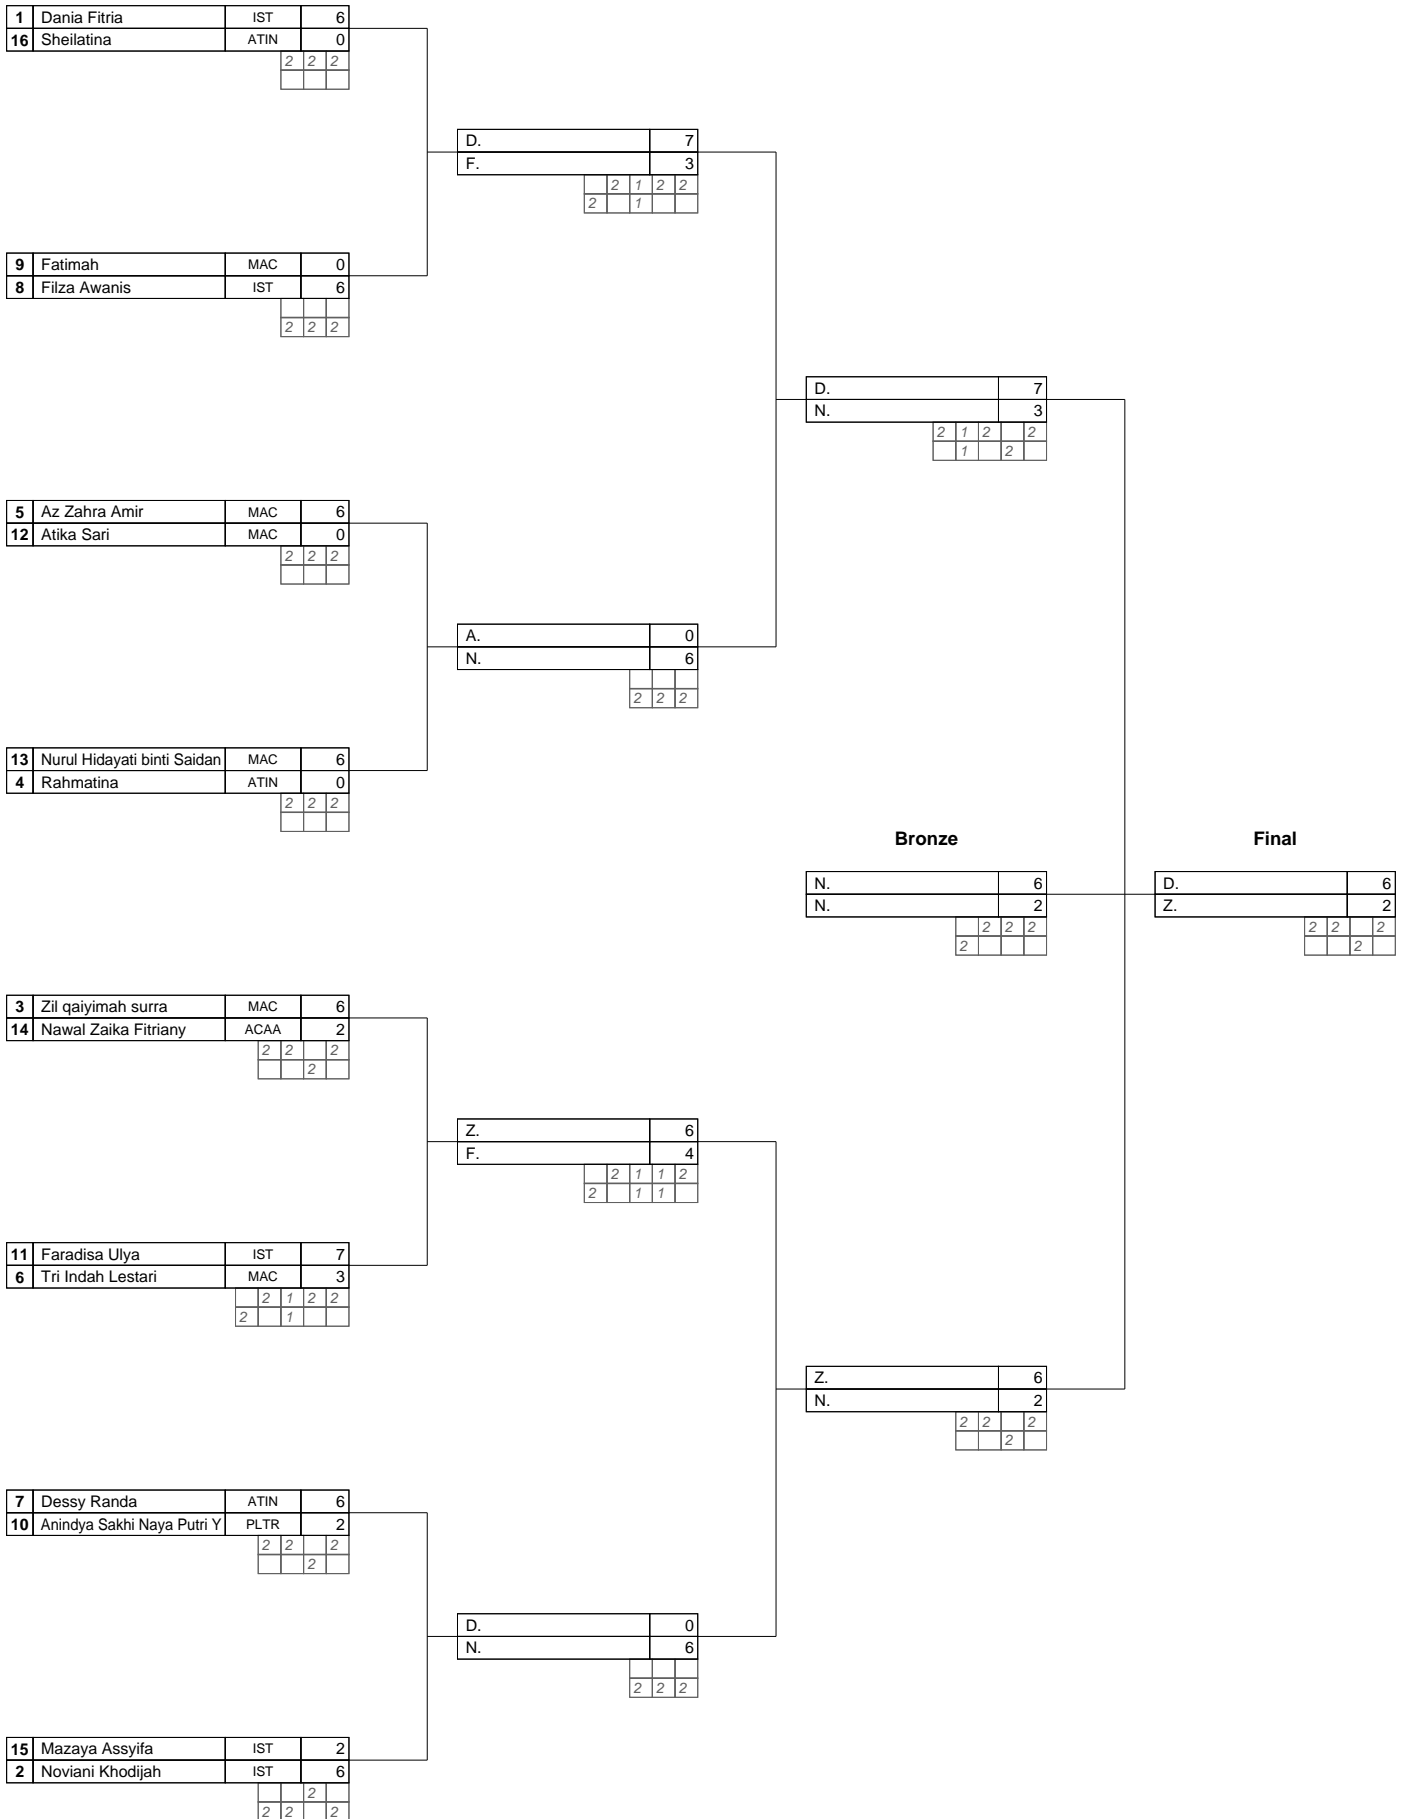 1 Dania Fitria IST 6
16 Sheilatina ATIN 0
2 2 2
D. 7
F. 3
2 1 2 2
2 1
9 Fatimah MAC 0
8 Filza Awanis IST 6
2 2 2
D. 7
N. 3
2 1 2 2
1 2
5 Az Zahra Amir MAC 6
12 Atika Sari MAC 0
2 2 2
A. 0
N. 6
2 2 2
13 Nurul Hidayati binti Saidan MAC 6
4 Rahmatina ATIN 0
2 2 2
Bronze Final
N. 6 D. 6
N. 2 Z. 2
2 2 2 2 2 2
2 2
3 Zil qaiyimah surra MAC 6
14 Nawal Zaika Fitriany ACAA 2
2 2 2
2
Z. 6
F. 4
2 1 1 2
2 1 1
11 Faradisa Ulya IST 7
6 Tri Indah Lestari MAC 3
2 1 2 2
2 1
Z. 6
N. 2
2 2 2
2
7 Dessy Randa ATIN 6
10 Anindya Sakhi Naya Putri Y PLTR 2
2 2 2
2
D. 0
N. 6
2 2 2
15 Mazaya Assyifa IST 2
2 Noviani Khodijah IST 6
2
2 2 2